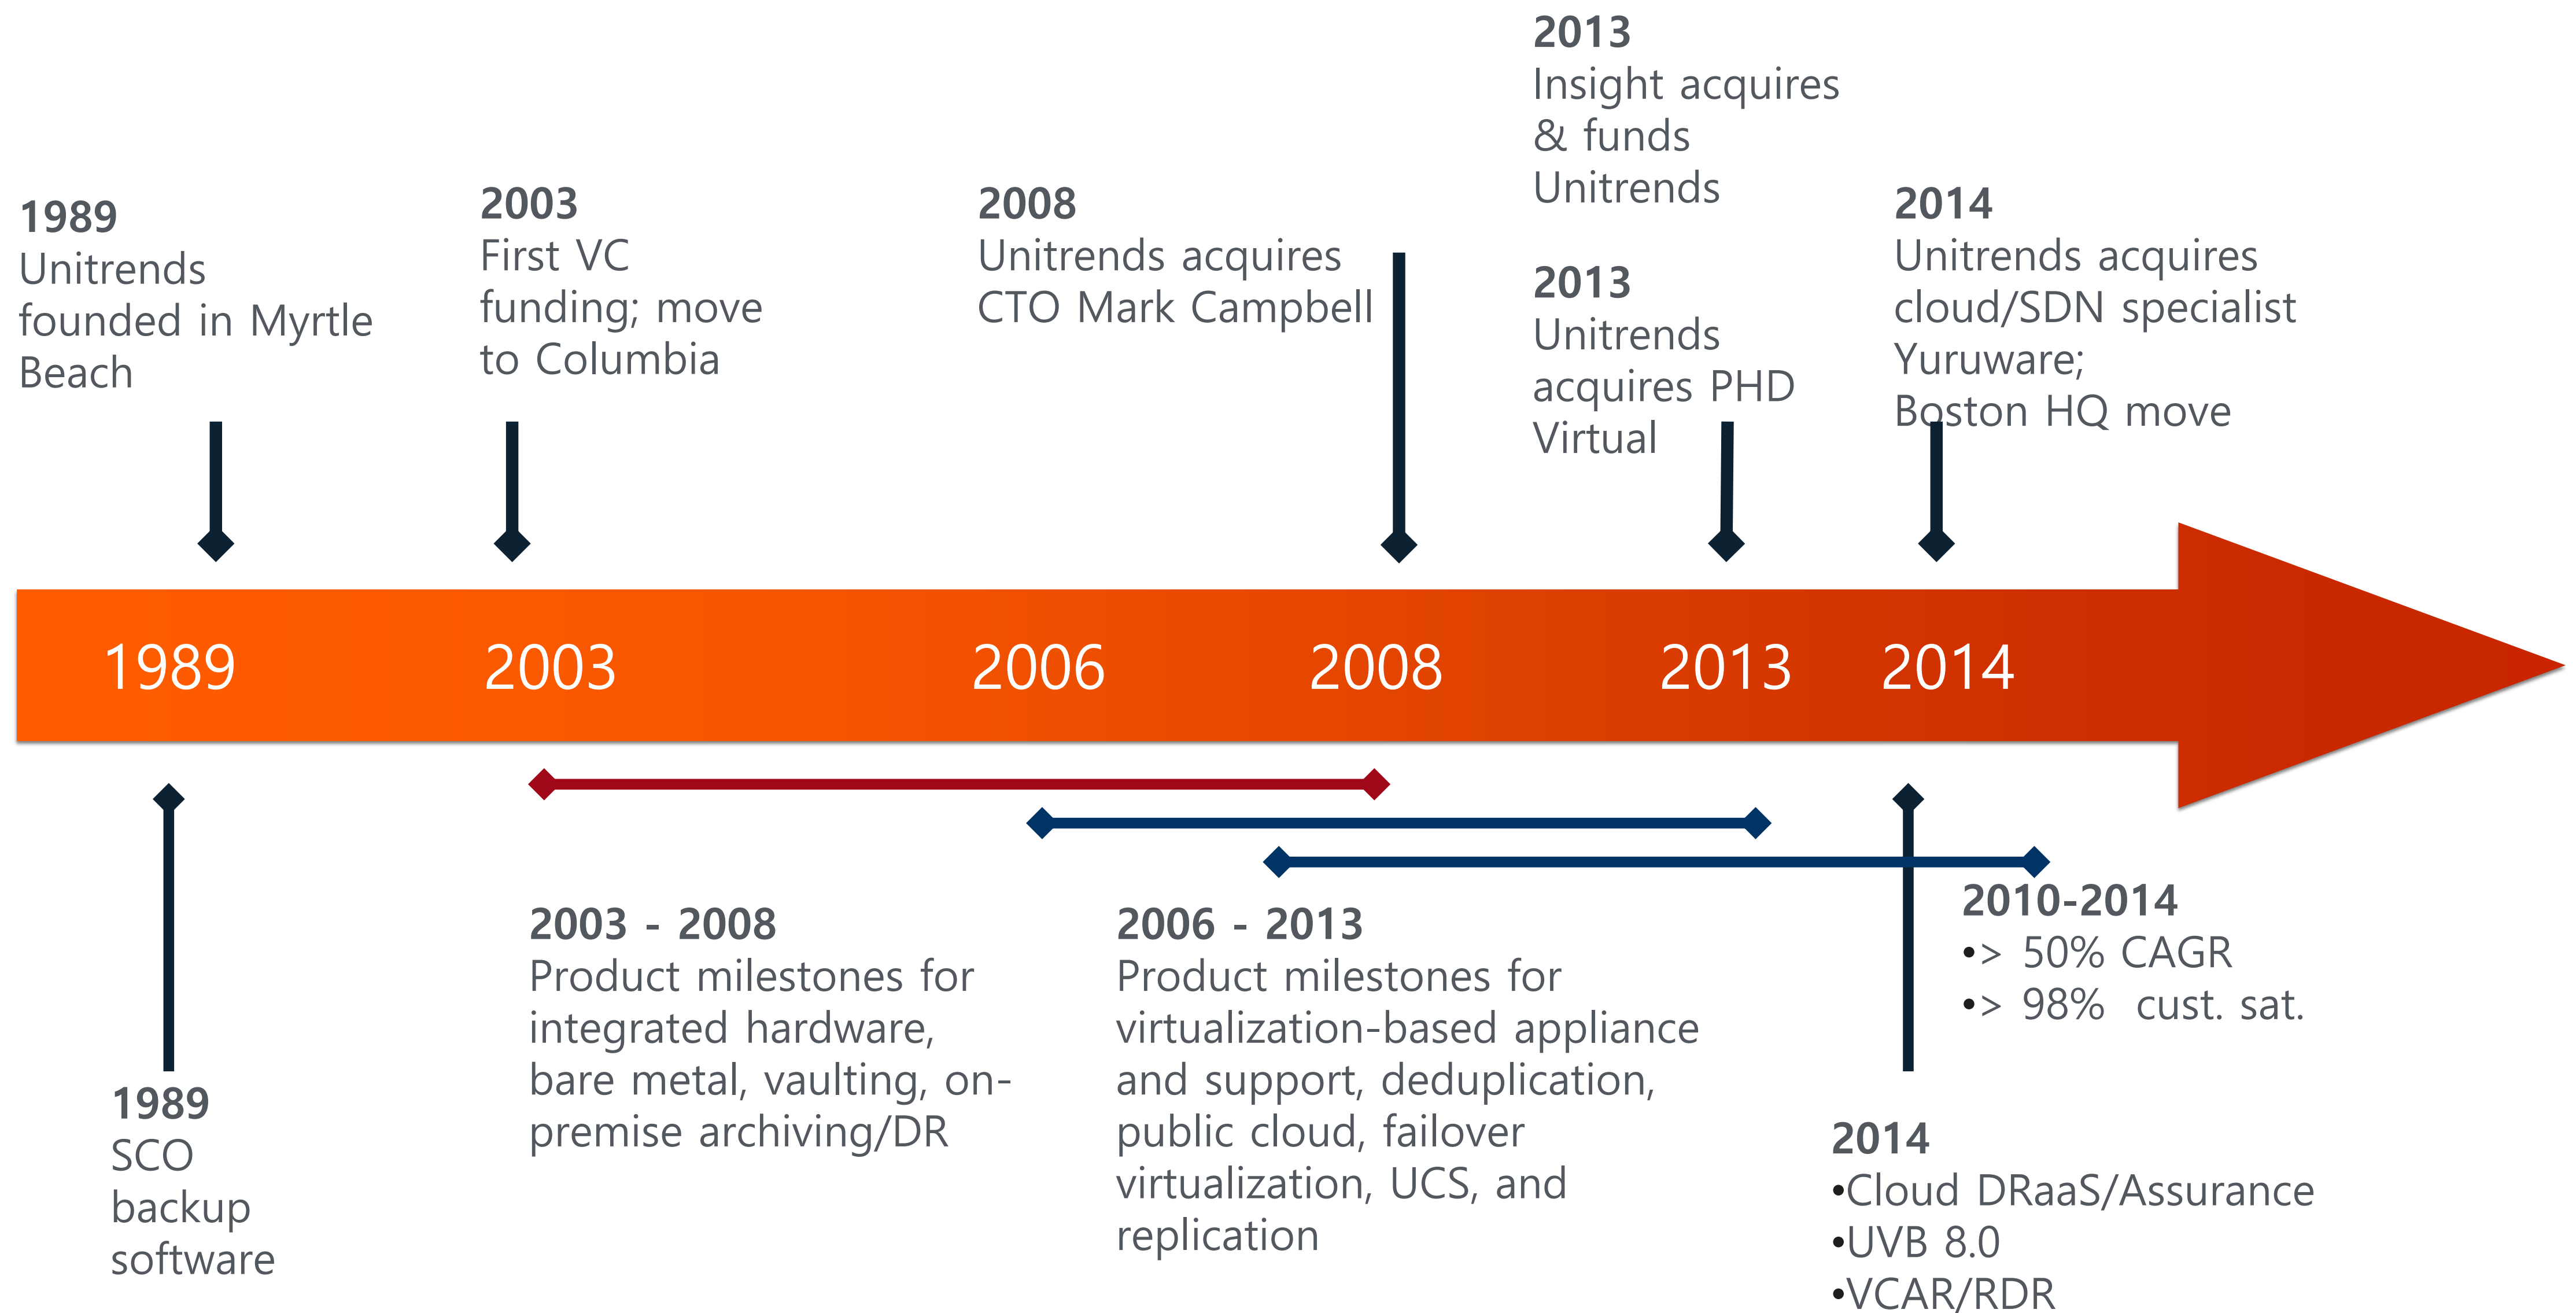 1989
Unitrends
founded in Myrtle
Beach
2003
First VC
funding; move
to Columbia
2008
Unitrends acquires
CTO Mark Campbell
2013
Insight acquires
& funds
Unitrends
2013
Unitrends
acquires PHD
Virtual
2014
Unitrends acquires
cloud/SDN specialist
Yuruware;
Boston HQ move
1989 2003 2006 2008 2013 2014
1989
SCO
backup
software
2003 - 2008
Product milestones for
integrated hardware,
bare metal, vaulting, on-
premise archiving/DR
2006 - 2013
Product milestones for
virtualization-based appliance
and support, deduplication,
public cloud, failover
virtualization, UCS, and
replication
2010-2014
•> 50% CAGR
•> 98% cust. sat.
2014
•Cloud DRaaS/Assurance
•UVB 8.0
•VCAR/RDR